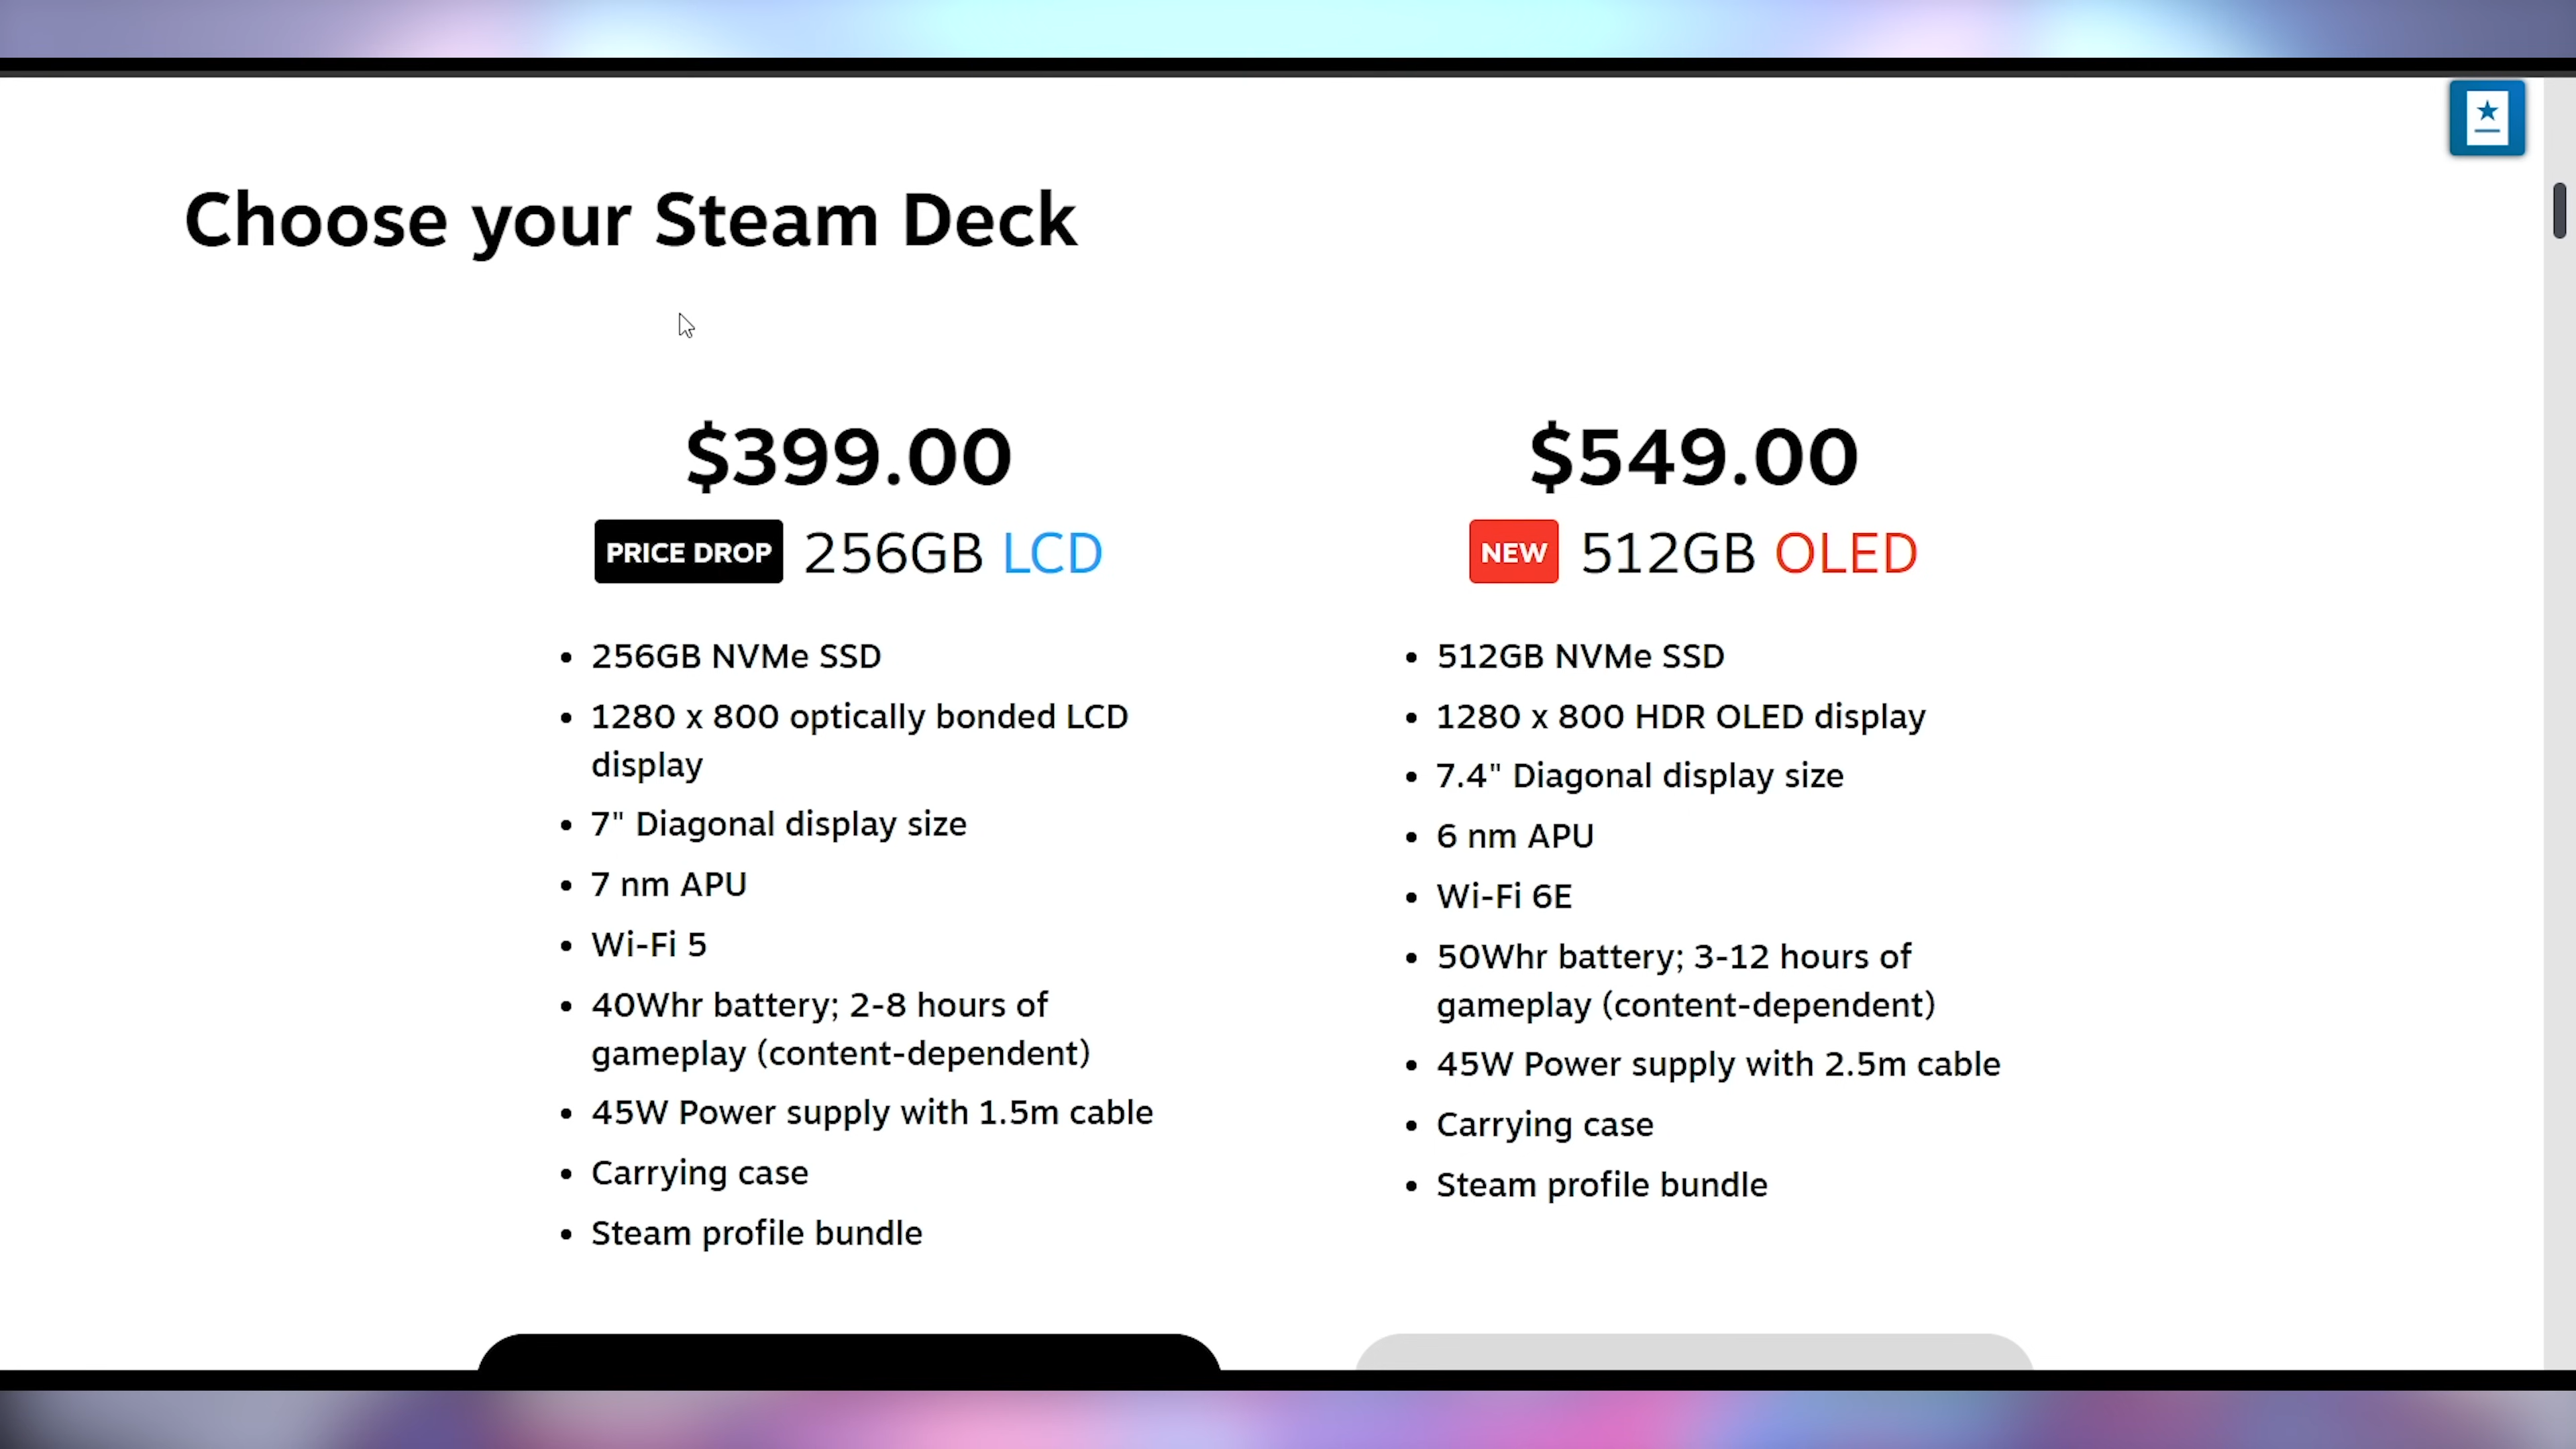 Choose your Steam Deck
$399.00
PRICE DROP 256GB LCD
• 256GB NVMe SSD
• 1280 x 800 optically bonded LCD
display
• 7" Diagonal display size
• 7 nm APU
• Wi-Fi 5
• 40Whr battery; 2-8 hours of
gameplay (content-dependent)
• 45W Power supply with 1.5m cable
• Carrying case
• Steam profile bundle
$549.00
NEW 512GB OLED
• 512GB NVMe SSD
• 1280 x 800 HDR OLED display
• 7.4" Diagonal display size
• 6 nm APU
• Wi-Fi 6E
• 50Whr battery; 3-12 hours of
gameplay (content-dependent)
• 45W Power supply with 2.5m cable
• Carrying case
• Steam profile bundle